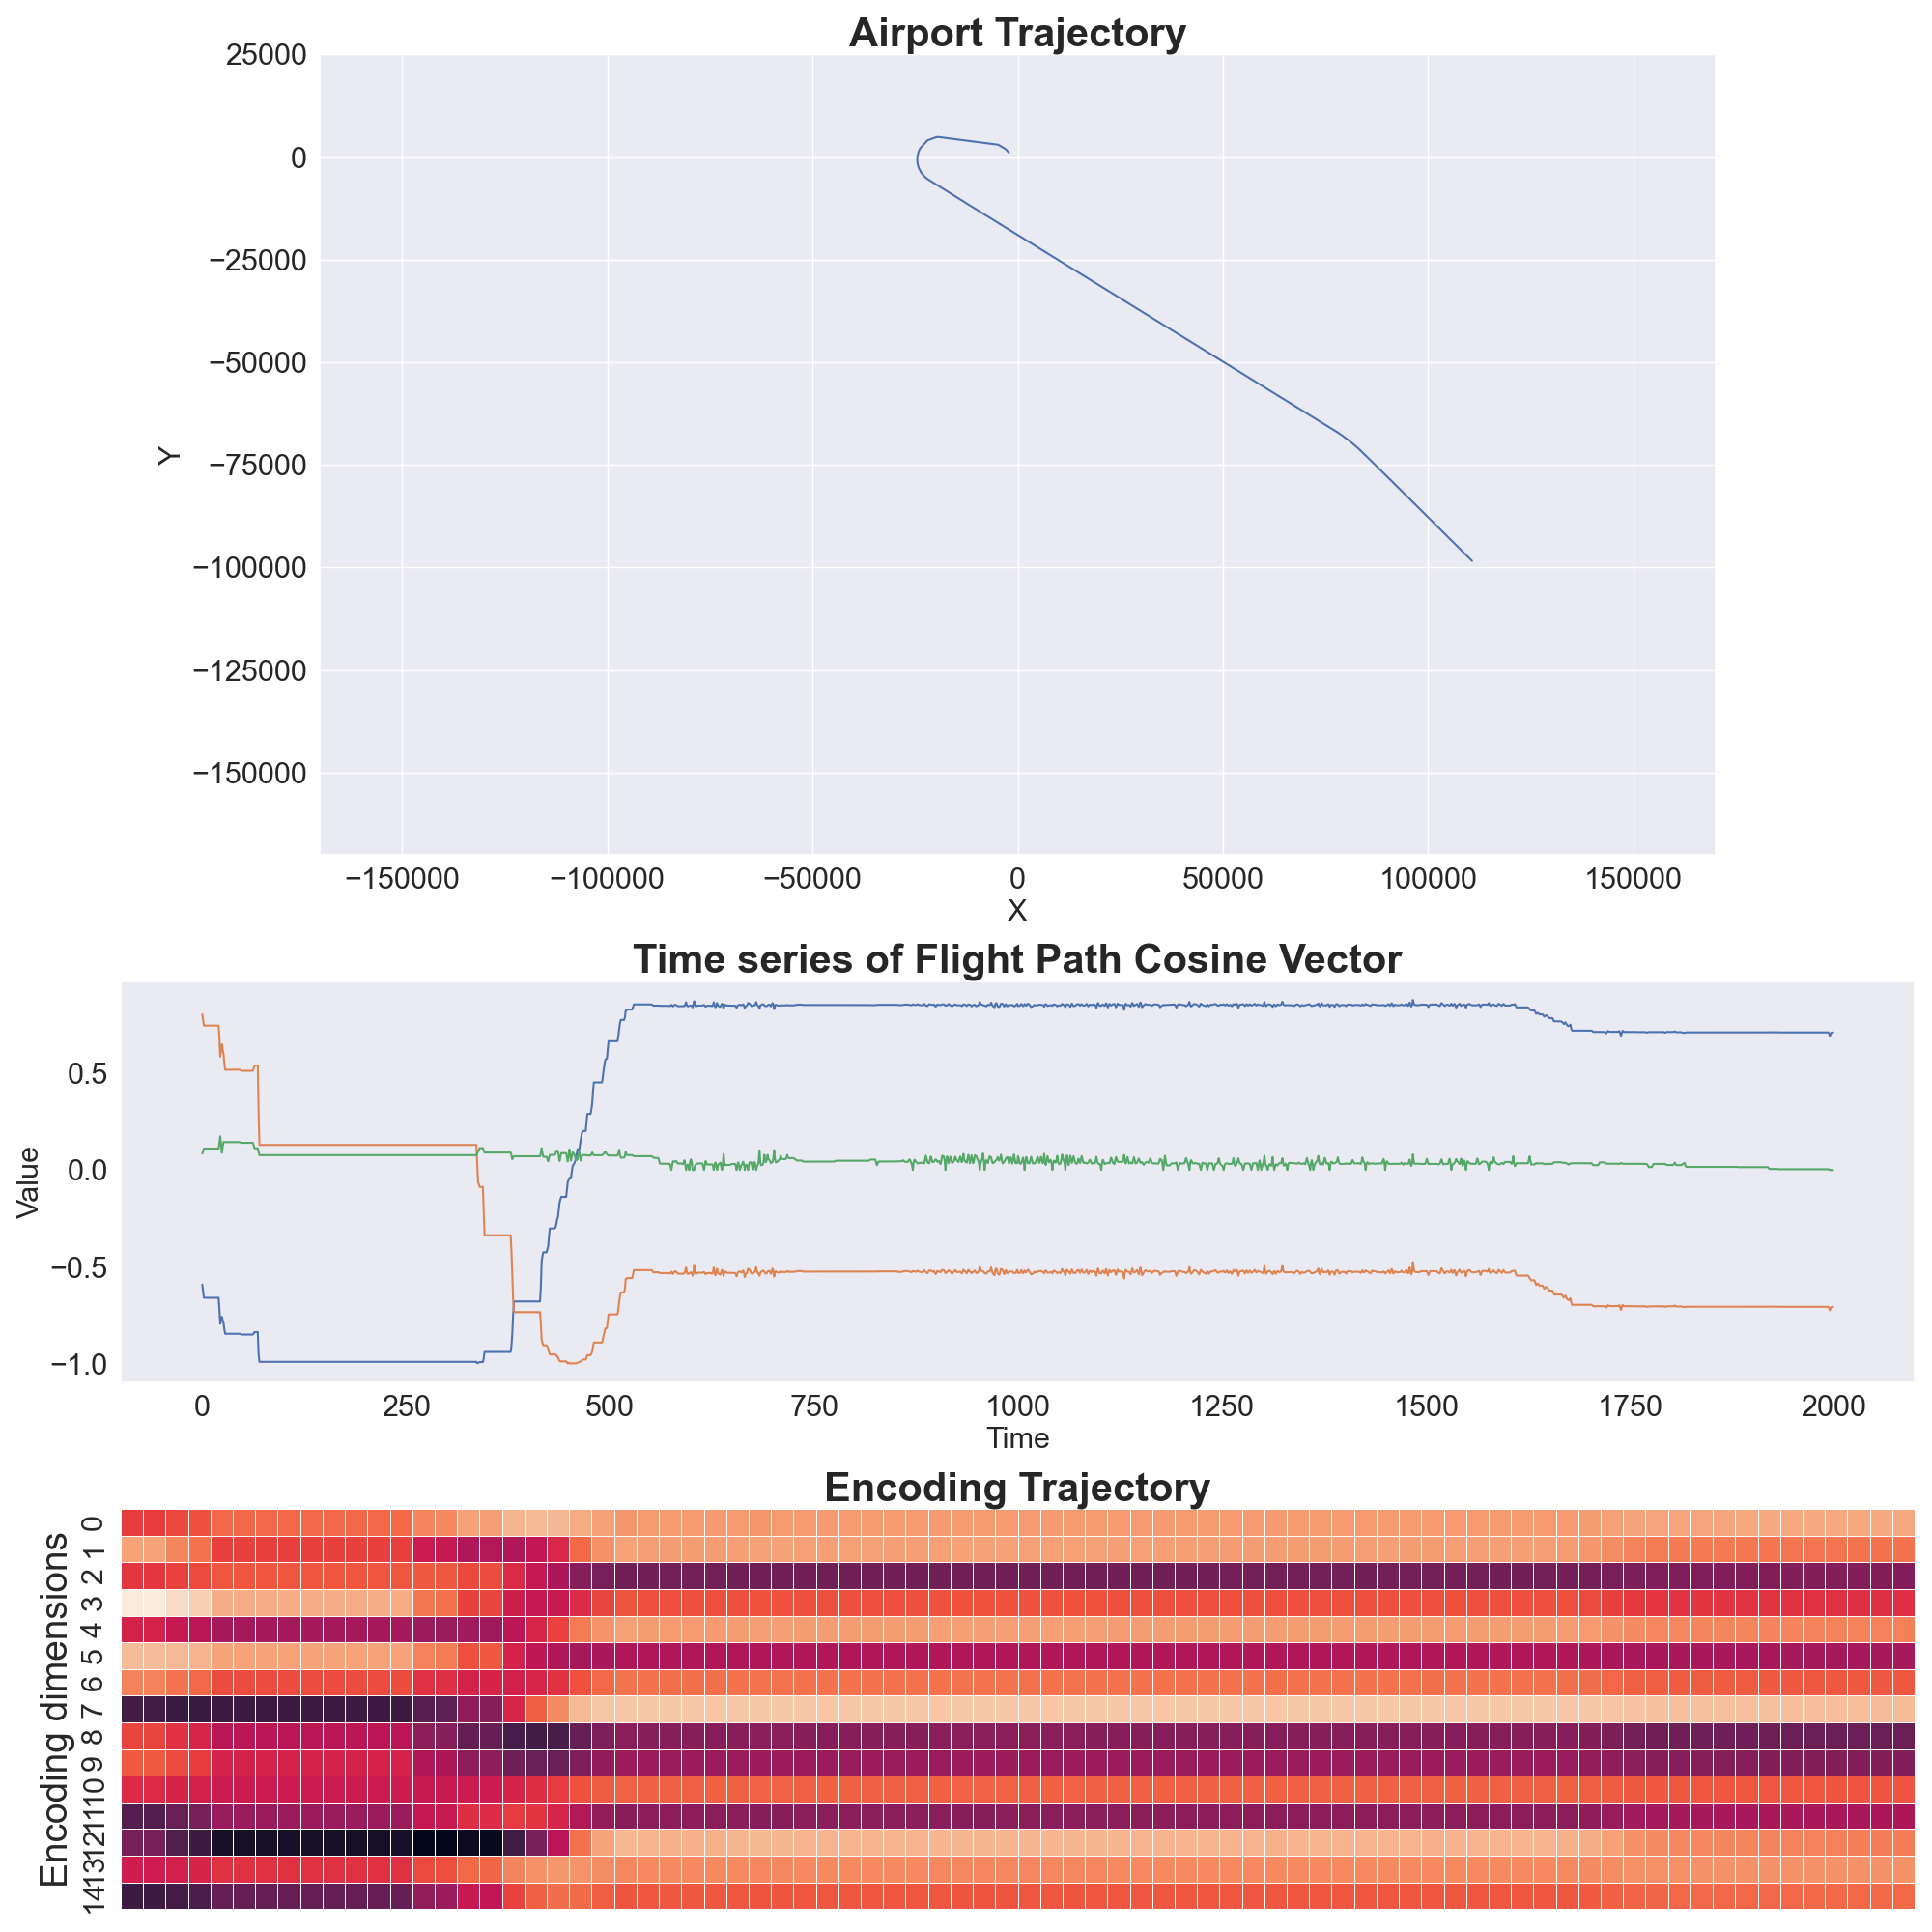 Airport Trajectory
25000
0
−25000
−50000
−75000
−100000
−125000
−150000
Y
−150000 −100000 −50000 0 50000 100000 150000
X
Time series of Flight Path Cosine Vector
0.5
0.0
−0.5
−1.0
Value
0 250 500 750 1000 1250 1500 1750 2000
Time
Encoding Trajectory
Encoding dimensions
0
1
2
3
4
5
6
7
8
9
10
11
12
13
14